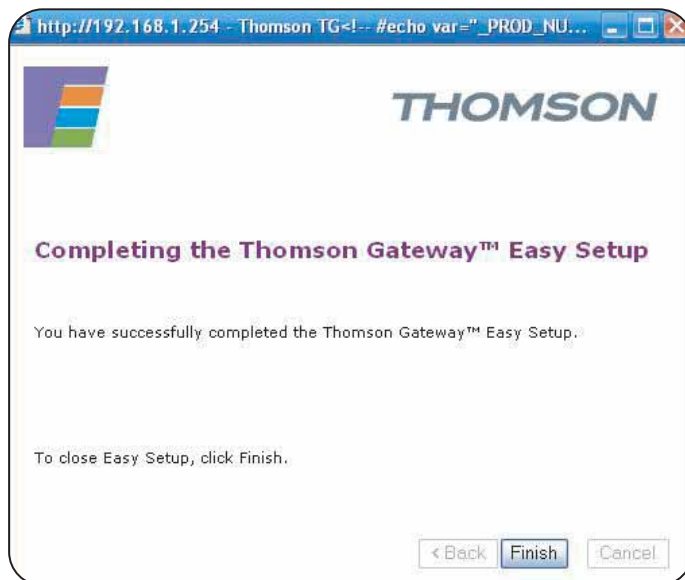 http://192.168.1.254 - Thomson TG<!-- #echo var="_PROD_NU...
THOMSON
Completing the Thomson Gateway™ Easy Setup
You have successfully completed the Thomson Gateway™ Easy Setup.
To close Easy Setup, click Finish.
< Back Finish Cancel